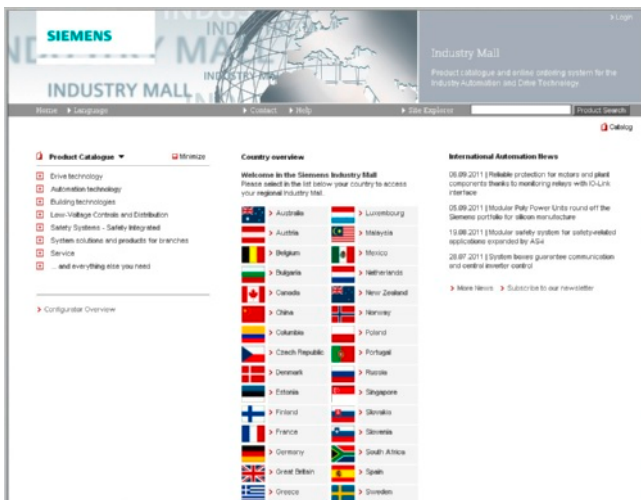 SIEMENS
INDUSTRY MALL
Login
Industry Mall
Product catalogue and online ordering system for the
Industry Automation and Drive Technology
Home Language Contact Help Site Explorer Product Search
Catalog
Product Catalogue Minimize
Drive technology
Automation technology
Building technologies
Low-Voltage Controls and Distribution
Safety Systems - Safety Integrated
System solutions and products for branches
Service
... and everything else you need
Configurator Overview
Country overview
Welcome in the Siemens Industry Mall
Please select in the list below your country to access
your regional Industry Mall.
Australia Luxembourg
Austria Malaysia
Belgium Mexico
Bulgaria Netherlands
Canada New Zealand
China Norway
Columbia Poland
Czech Republic Portugal
Denmark Russia
Estonia Singapore
Finland Slovakia
France Slovenia
Germany South Africa
Great Britain Spain
Greece Sweden
International Automation News
06.09.2011 | Reliable protection for motors and plant
components thanks to monitoring relays with IO-Link
interface
05.09.2011 | Modular Poly Power Units round off the
Siemens portfolio for silicon manufacture
19.08.2011 | Modular safety system for safety-related
applications expanded by AS-i
28.07.2011 | System boxes guarantee communication
and central invertor control
More News Subscribe to our newsletter